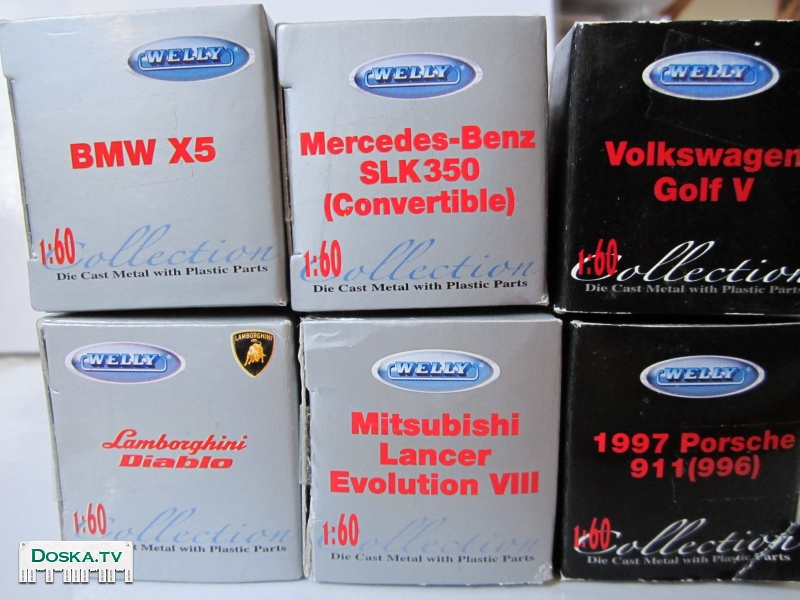 WELLY
BMW X5
1:60
Collection
Die Cast Metal with Plastic Parts
WELLY
Mercedes-Benz
SLK350
(Convertible)
1:60
Collection
Die Cast Metal with Plastic Parts
WELLY
Volkswagen
Golf V
1:60
Collection
Die Cast Metal with Plastic Parts
WELLY
LAMBORGHINI
Lamborghini
Diablo
1:60
Collection
st Metal with Plastic Parts
WELLY
Mitsubishi
Lancer
Evolution VIII
1:60
Collection
Die Cast Metal with Plastic Parts
WELLY
1997 Porsche
911(996)
1:60
Collection
Die Cast Metal with Plastic Parts
DOSKA.TV